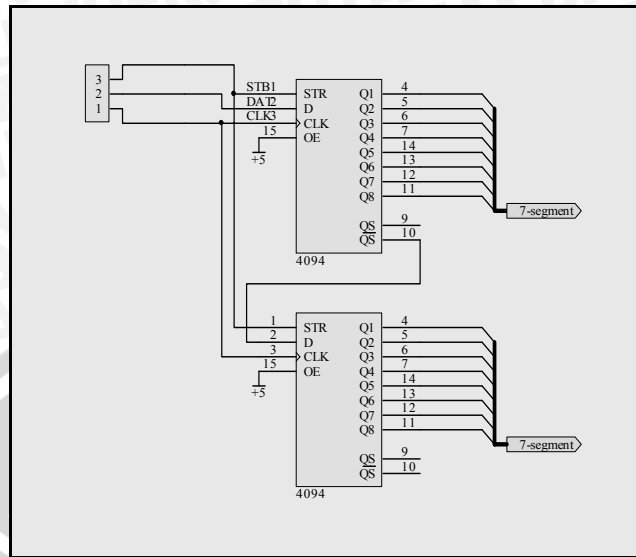 3
2
1
STB1 STR Q1 4
DAT2 D Q2 5
CLK3 CLK Q3 6
15 OE Q4 7
+5 Q5 14
Q6 13
Q7 12
Q8 11
7-segment
QS 9
QS 10
4094
1 STR Q1 4
2 D Q2 5
3 CLK Q3 6
15 OE Q4 7
+5 Q5 14
Q6 13
Q7 12
Q8 11
7-segment
QS 9
QS 10
4094